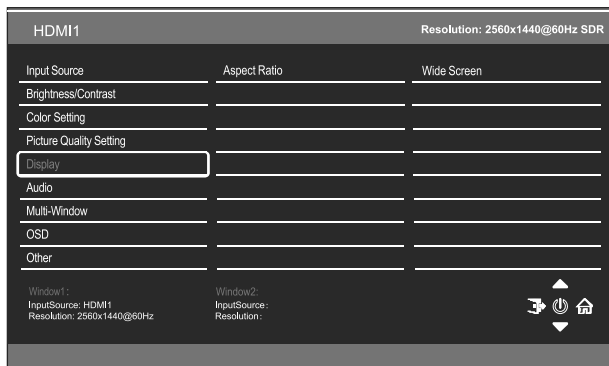 HDMI1 Resolution: 2560x1440@60Hz SDR
Input Source Aspect Ratio Wide Screen
Brightness/Contrast
Color Setting
Picture Quality Setting
Display
Audio
Multi-Window
OSD
Other
Window1: Window2:
InputSource: HDMI1 InputSource:
Resolution: 2560x1440@60Hz Resolution: